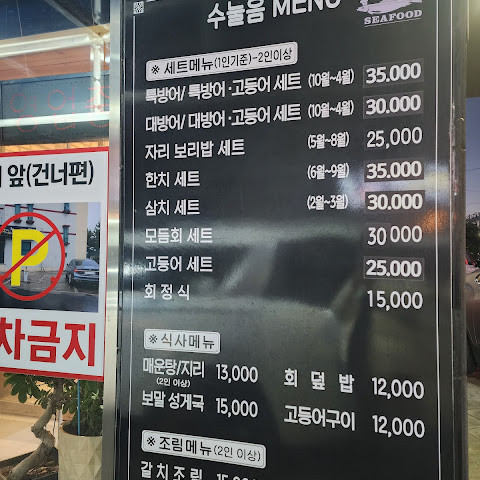 수눌음 MENU
SEAFOOD
※ 세트메뉴(1인기준)-2인이상
특방어/ 특방어·고등어 세트 (10월~4월) 35.000
대방어/ 대방어·고등어 세트 (10월~4월) 30.000
자리 보리밥 세트 (5월~8월) 25,000
한치 세트 (6월~9월) 35.000
삼치 세트 (2월~3월) 30,000
모듬회 세트 30 000
고등어 세트 25.000
회 정 식 15,000
※ 식사메뉴
매운탕/지리 13,000 회 덮 밥 12,000
(2인 이상)
보말 성게국 15,000 고등어구이 12,000
※ 조림메뉴(2인 이상)
갈치조림
앞(건너편)
P
차금지